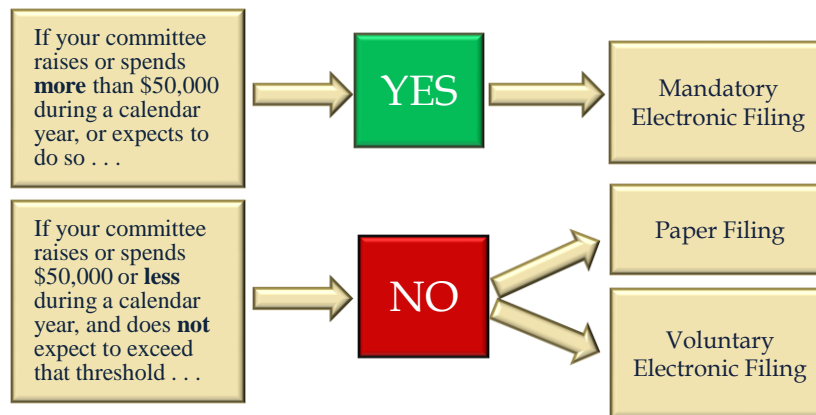 If your committee
raises or spends
more than $50,000
during a calendar
year, or expects to
do so . . .
YES
Mandatory
Electronic Filing
If your committee
raises or spends
$50,000 or less
during a calendar
year, and does not
expect to exceed
that threshold . . .
NO
Paper Filing
Voluntary
Electronic Filing